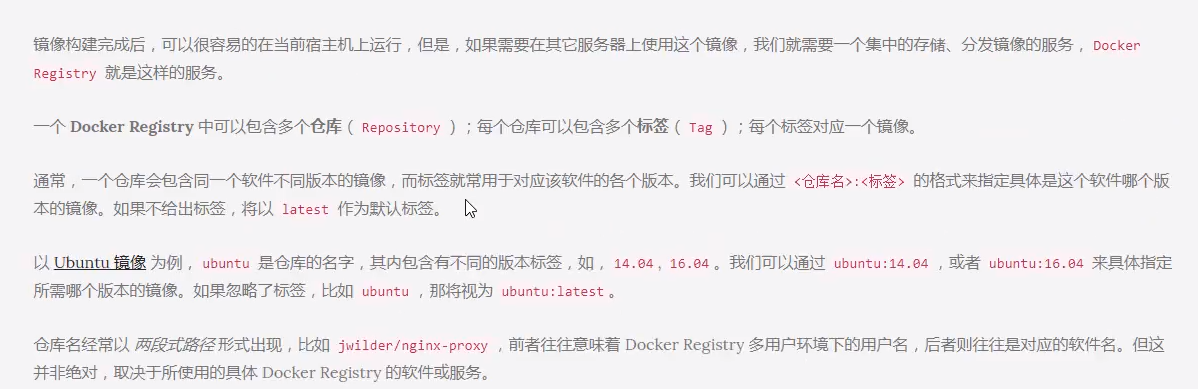 镜像构建完成后，可以很容易的在当前宿主机上运行，但是，如果需要在其它服务器上使用这个镜像，我们就需要一个集中的存储、分发镜像的服务，Docker
Registry 就是这样的服务。
一个 Docker Registry 中可以包含多个仓库（ Repository ）；每个仓库可以包含多个标签（ Tag ）；每个标签对应一个镜像。
通常，一个仓库会包含同一个软件不同版本的镜像，而标签就常用于对应该软件的各个版本。我们可以通过 <仓库名>:<标签> 的格式来指定具体是这个软件哪个版
本的镜像。如果不给出标签，将以 latest 作为默认标签。
以 Ubuntu 镜像 为例，ubuntu 是仓库的名字，其内包含有不同的版本标签，如，14.04, 16.04。我们可以通过 ubuntu:14.04 ，或者 ubuntu:16.04 来具体指定
所需哪个版本的镜像。如果忽略了标签，比如 ubuntu ，那将视为 ubuntu:latest。
仓库名经常以 两段式路径 形式出现，比如 jwilder/nginx-proxy ，前者往往意味着 Docker Registry 多用户环境下的用户名，后者则往往是对应的软件名。但这
并非绝对，取决于所使用的具体 Docker Registry 的软件或服务。